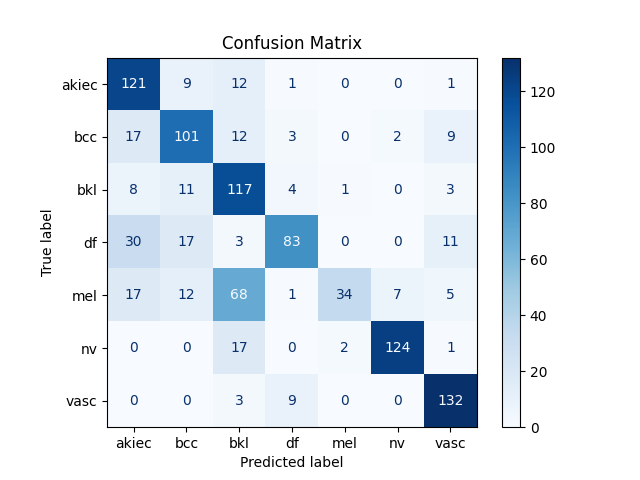 Confusion Matrix
akiec 121 9 12 1 0 0 1
bcc 17 101 12 3 0 2 9
bkl 8 11 117 4 1 0 3
df 30 17 3 83 0 0 11
mel 17 12 68 1 34 7 5
nv 0 0 17 0 2 124 1
vasc 0 0 3 9 0 0 132
akiec bcc bkl df mel nv vasc
Predicted label
True label
120
100
80
60
40
20
0